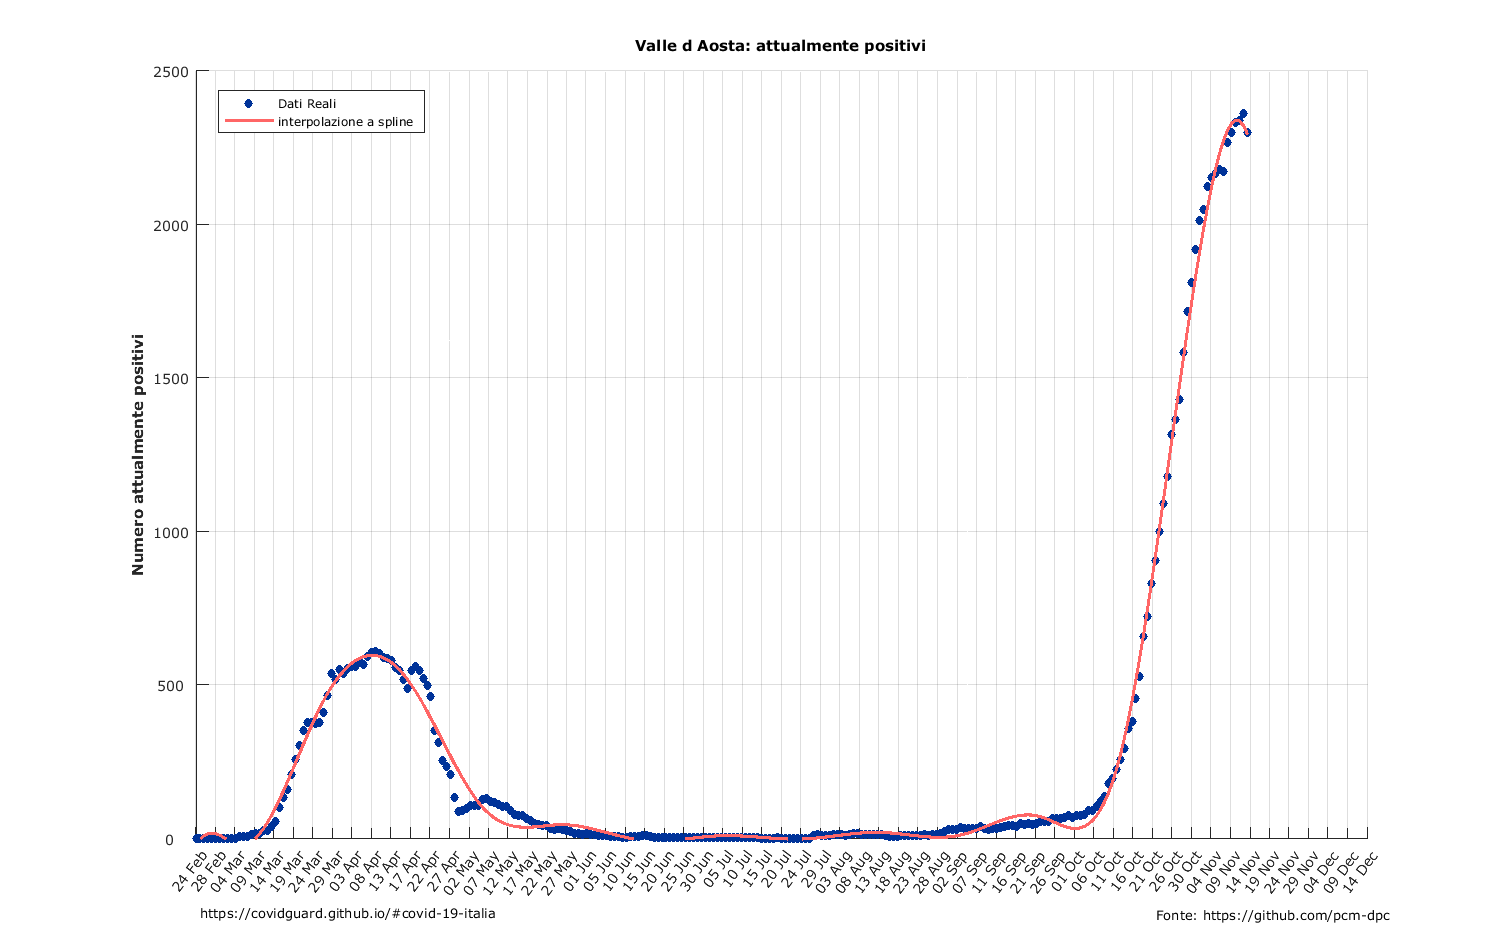 Valle d Aosta: attualmente positivi
Dati Reali
interpolazione a spline
Numero attualmente positivi
2500
2000
1500
1000
500
0
24 Feb
28 Feb
04 Mar
09 Mar
14 Mar
19 Mar
24 Mar
29 Mar
03 Apr
08 Apr
13 Apr
17 Apr
22 Apr
27 Apr
02 May
07 May
12 May
17 May
22 May
27 May
01 Jun
05 Jun
10 Jun
15 Jun
20 Jun
25 Jun
30 Jun
05 Jul
10 Jul
15 Jul
20 Jul
24 Jul
29 Jul
03 Aug
08 Aug
13 Aug
18 Aug
23 Aug
28 Aug
02 Sep
07 Sep
11 Sep
16 Sep
21 Sep
26 Sep
01 Oct
06 Oct
11 Oct
16 Oct
21 Oct
26 Oct
30 Oct
04 Nov
09 Nov
14 Nov
19 Nov
24 Nov
29 Nov
04 Dec
09 Dec
14 Dec
https://covidguard.github.io/#covid-19-italia
Fonte: https://github.com/pcm-dpc